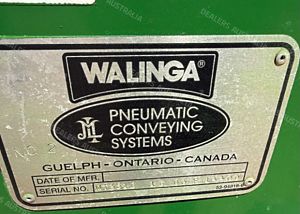 WALINGA®
PNEUMATIC
CONVEYING
SYSTEMS
GUELPH - ONTARIO - CANADA
DATE OF MFR.
SERIAL NO.